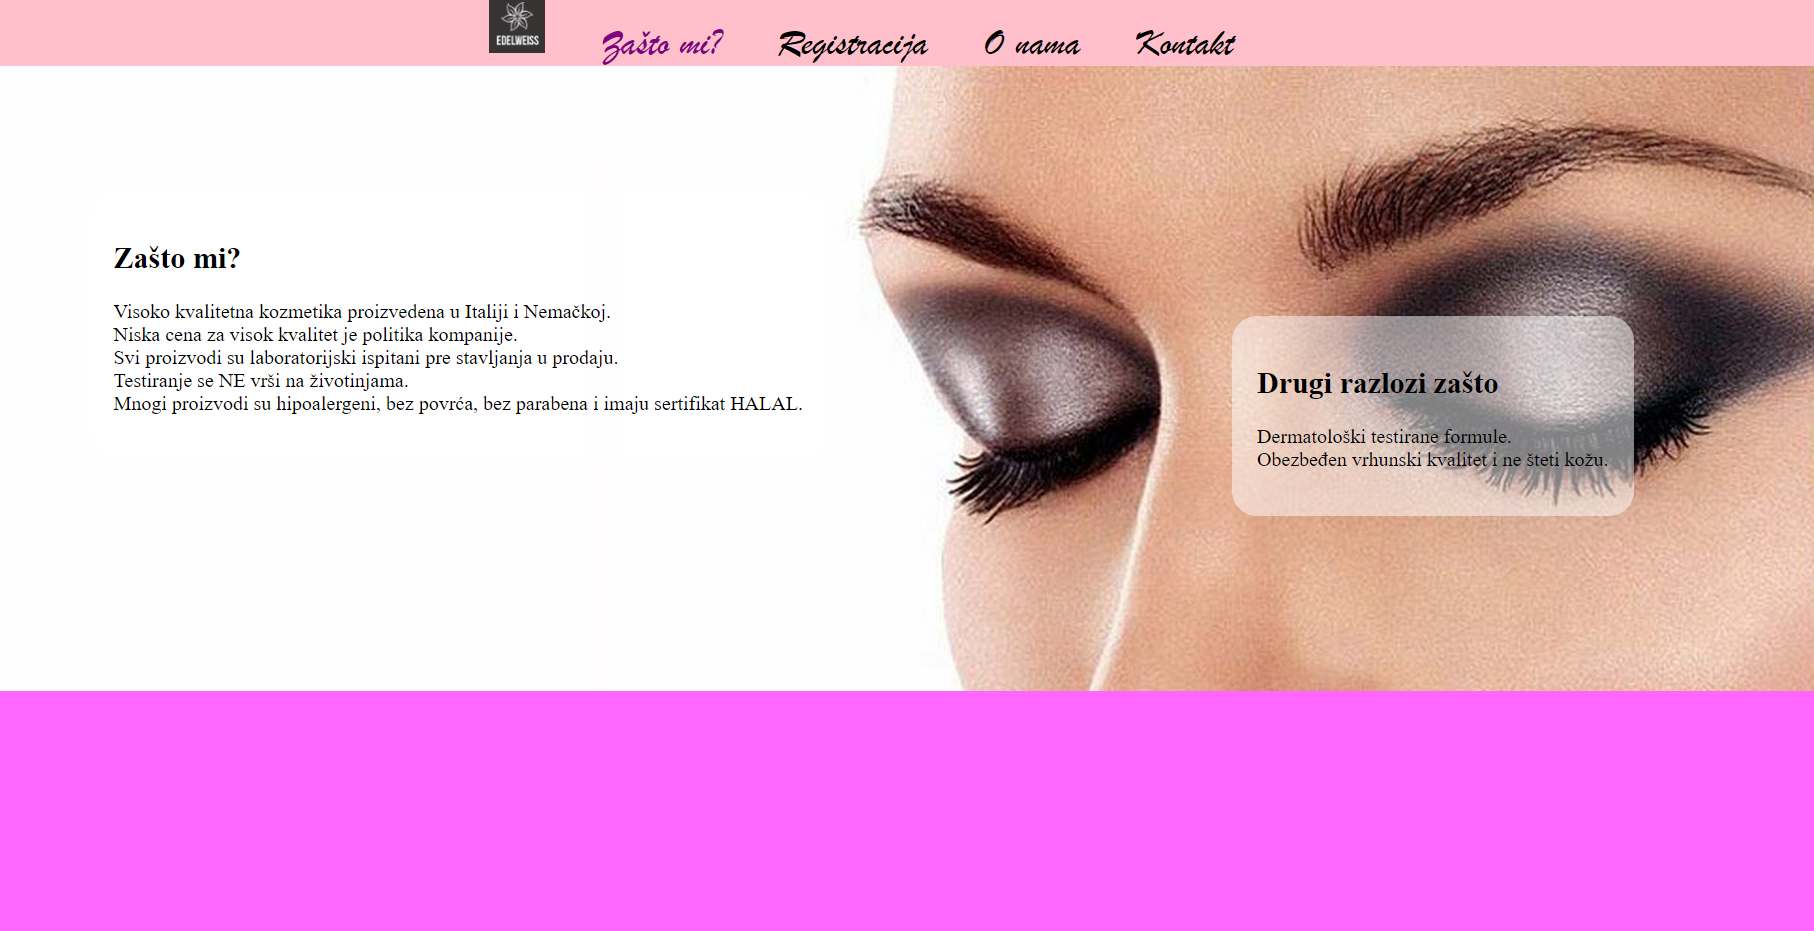 EDELWEISS
Zašto mi?
Registracija
O nama
Kontakt
Zašto mi?
Visoko kvalitetna kozmetika proizvedena u Italiji i Nemačkoj.
Niska cena za visok kvalitet je politika kompanije.
Svi proizvodi su laboratorijski ispitani pre stavljanja u prodaju.
Testiranje se NE vrši na životinjama.
Mnogi proizvodi su hipoalergeni, bez povrća, bez parabena i imaju sertifikat HALAL.
Drugi razlozi zašto
Dermatološki testirane formule.
Obezbeđen vrhunski kvalitet i ne šteti kožu.